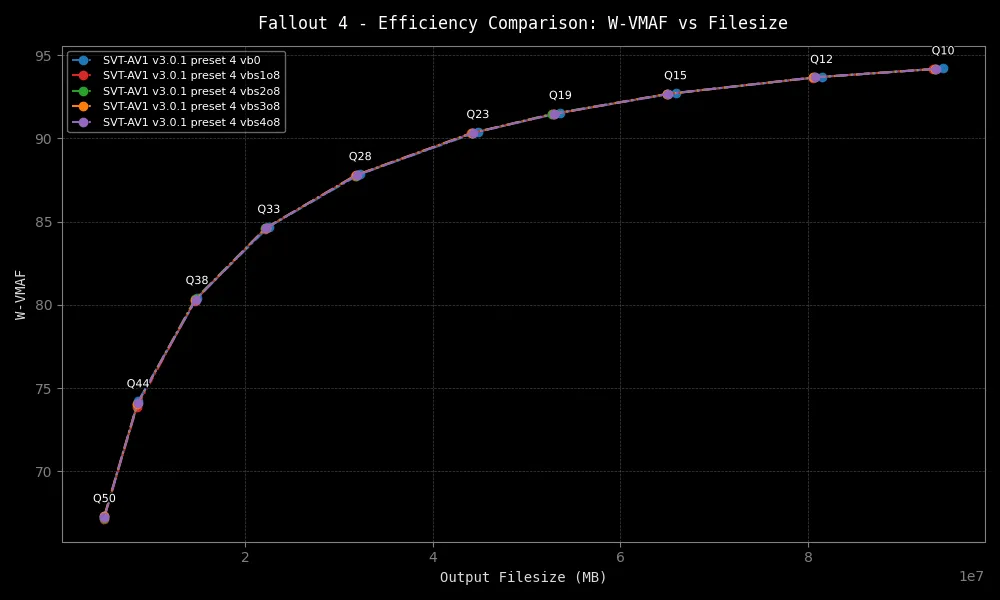 Fallout 4 - Efficiency Comparison: W-VMAF vs Filesize
SVT-AV1 v3.0.1 preset 4 vb0
SVT-AV1 v3.0.1 preset 4 vbs1o8
SVT-AV1 v3.0.1 preset 4 vbs2o8
SVT-AV1 v3.0.1 preset 4 vbs3o8
SVT-AV1 v3.0.1 preset 4 vbs4o8
95
90
85
80
75
70
W-VMAF
Q10
Q12
Q15
Q19
Q23
Q28
Q33
Q38
Q44
Q50
2 4 6 8
1e7
Output Filesize (MB)